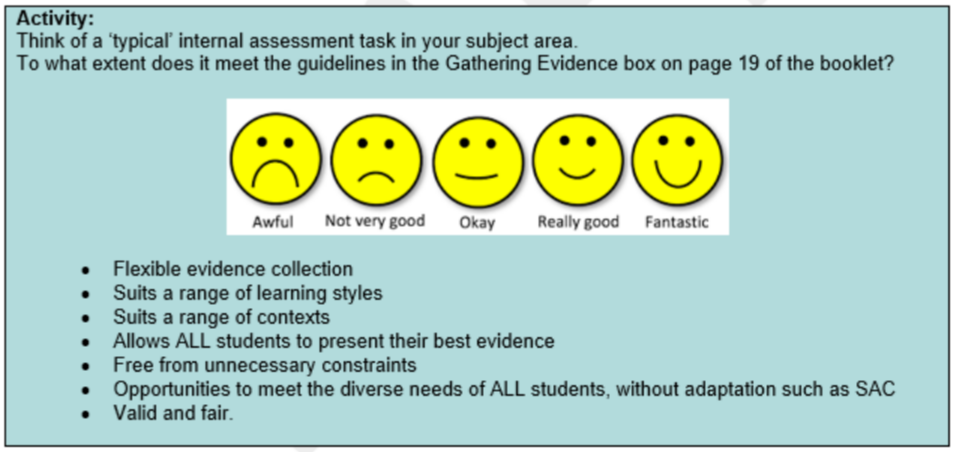 Activity:
Think of a 'typical' internal assessment task in your subject area.
To what extent does it meet the guidelines in the Gathering Evidence box on page 19 of the booklet?
Awful Not very good Okay Really good Fantastic
• Flexible evidence collection
• Suits a range of learning styles
• Suits a range of contexts
• Allows ALL students to present their best evidence
• Free from unnecessary constraints
• Opportunities to meet the diverse needs of ALL students, without adaptation such as SAC
• Valid and fair.